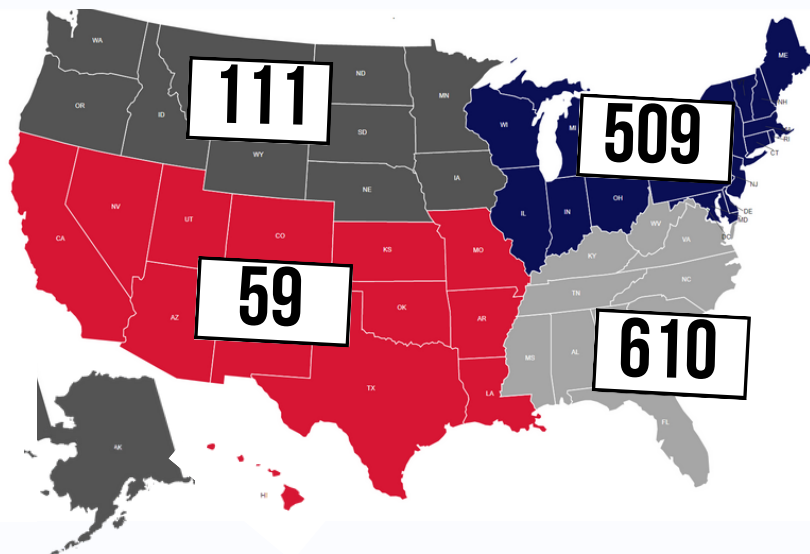 WA
OR
ID
111
ND
SD
MN
WY
NE
IA
WI
MI
509
ME
NH
RI
CT
NJ
DE
MD
DC
IL
IN
OH
CA
NV
UT
CO
KS
MO
AZ
59
OK
AR
TX
LA
KY
WV
VA
TN
NC
MS
AL
610
FL
AK
HI